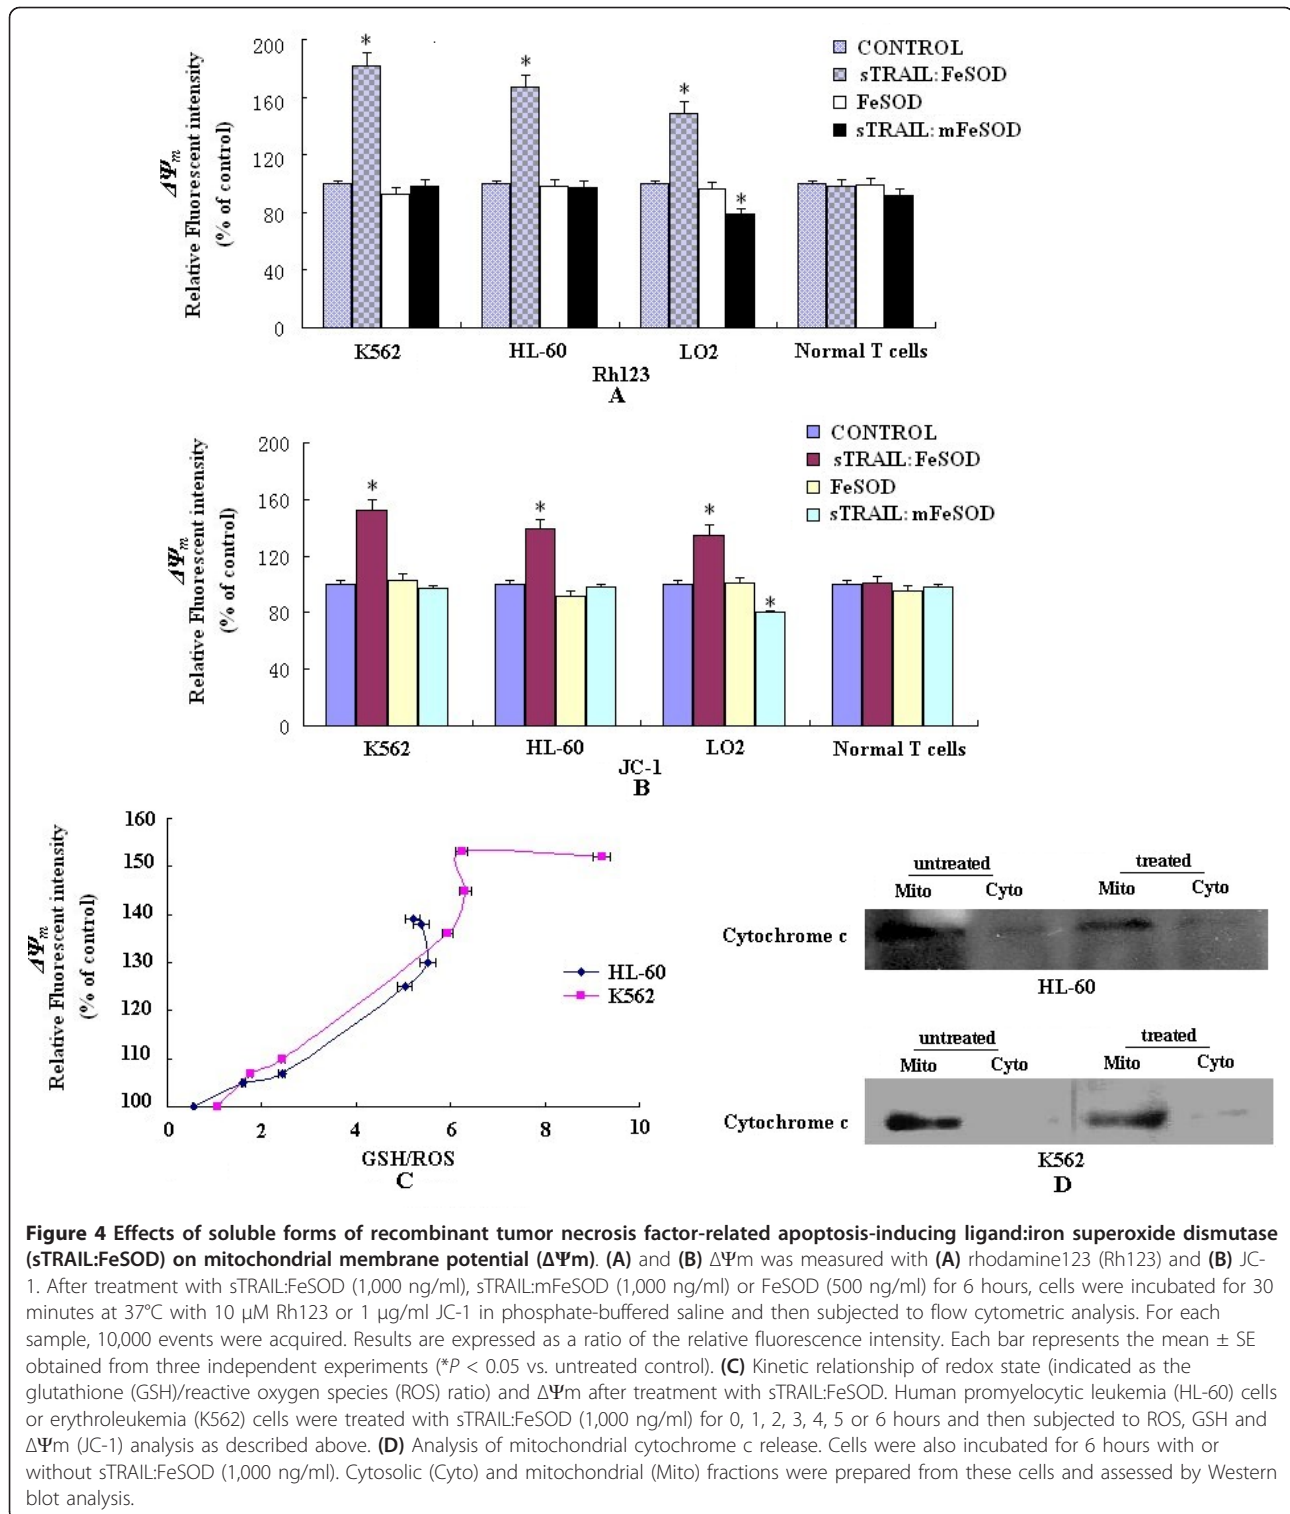 200
160
120
80
40
0
ΔΨm
Relative Fluorescent intensity
(% of control)
*
*
*
*
CONTROL
sTRAIL:FeSOD
FeSOD
sTRAIL:mFeSOD
K562
HL-60
LO2
Normal T cells
Rh123
A
200
160
120
80
40
0
ΔΨm
Relative Fluorescent intensity
(% of control)
*
*
*
*
CONTROL
sTRAIL:FeSOD
FeSOD
sTRAIL:mFeSOD
K562
HL-60
LO2
Normal T cells
JC-1
B
160
150
140
130
120
110
100
ΔΨm
Relative Fluorescent intensity
(% of control)
HL-60
K562
0 2 4 6 8 10
GSH/ROS
C
untreated treated
Mito Cyto Mito Cyto
Cytochrome c
HL-60
untreated treated
Mito Cyto Mito Cyto
Cytochrome c
K562
D
Figure 4 Effects of soluble forms of recombinant tumor necrosis factor-related apoptosis-inducing ligand:iron superoxide dismutase
(sTRAIL:FeSOD) on mitochondrial membrane potential (ΔΨm). (A) and (B) ΔΨm was measured with (A) rhodamine123 (Rh123) and (B) JC-
1. After treatment with sTRAIL:FeSOD (1,000 ng/ml), sTRAIL:mFeSOD (1,000 ng/ml) or FeSOD (500 ng/ml) for 6 hours, cells were incubated for 30
minutes at 37°C with 10 μM Rh123 or 1 μg/ml JC-1 in phosphate-buffered saline and then subjected to flow cytometric analysis. For each
sample, 10,000 events were acquired. Results are expressed as a ratio of the relative fluorescence intensity. Each bar represents the mean ± SE
obtained from three independent experiments (*P < 0.05 vs. untreated control). (C) Kinetic relationship of redox state (indicated as the
glutathione (GSH)/reactive oxygen species (ROS) ratio) and ΔΨm after treatment with sTRAIL:FeSOD. Human promyelocytic leukemia (HL-60) cells
or erythroleukemia (K562) cells were treated with sTRAIL:FeSOD (1,000 ng/ml) for 0, 1, 2, 3, 4, 5 or 6 hours and then subjected to ROS, GSH and
ΔΨm (JC-1) analysis as described above. (D) Analysis of mitochondrial cytochrome c release. Cells were also incubated for 6 hours with or
without sTRAIL:FeSOD (1,000 ng/ml). Cytosolic (Cyto) and mitochondrial (Mito) fractions were prepared from these cells and assessed by Western
blot analysis.